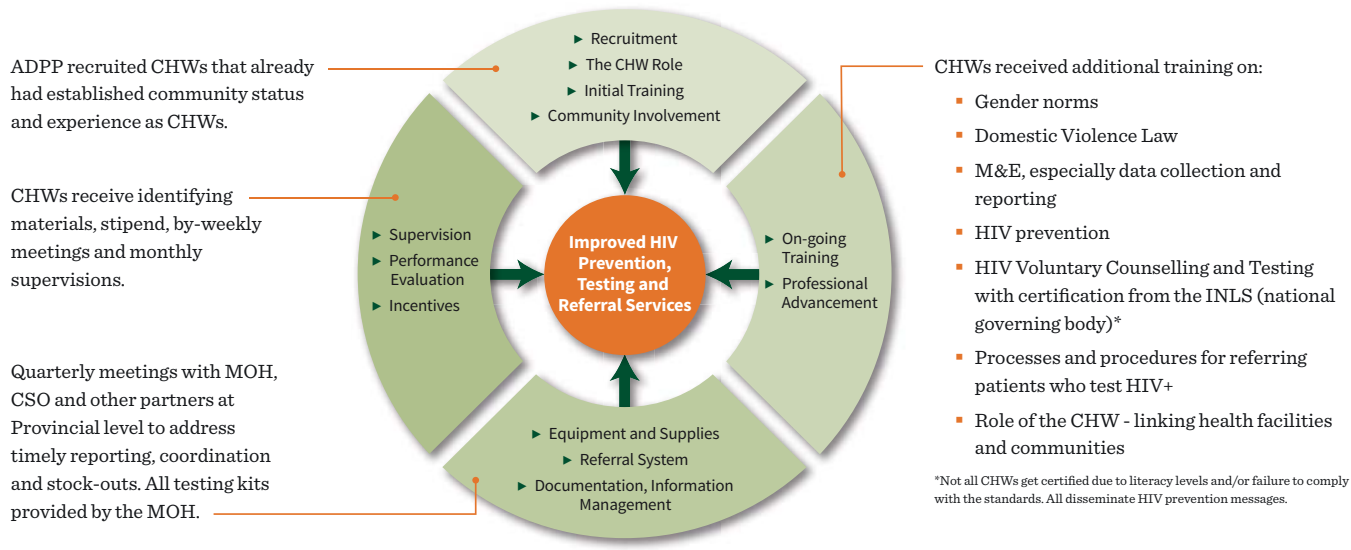 ADPP recruited CHWs that already
had established community status
and experience as CHWs.
CHWs receive identifying
materials, stipend, by-weekly
meetings and monthly
supervisions.
Quarterly meetings with MOH,
CSO and other partners at
Provincial level to address
timely reporting, coordination
and stock-outs. All testing kits
provided by the MOH.
► Recruitment
► The CHW Role
► Initial Training
► Community Involvement
► Supervision
► Performance
Evaluation
► Incentives
Improved HIV
Prevention,
Testing and
Referral Services
► On-going
Training
► Professional
Advancement
► Equipment and Supplies
► Referral System
► Documentation, Information
Management
CHWs received additional training on:
▪ Gender norms
▪ Domestic Violence Law
▪ M&E, especially data collection and
reporting
▪ HIV prevention
▪ HIV Voluntary Counselling and Testing
with certification from the INLS (national
governing body)*
▪ Processes and procedures for referring
patients who test HIV+
▪ Role of the CHW - linking health facilities
and communities
*Not all CHWs get certified due to literacy levels and/or failure to comply
with the standards. All disseminate HIV prevention messages.